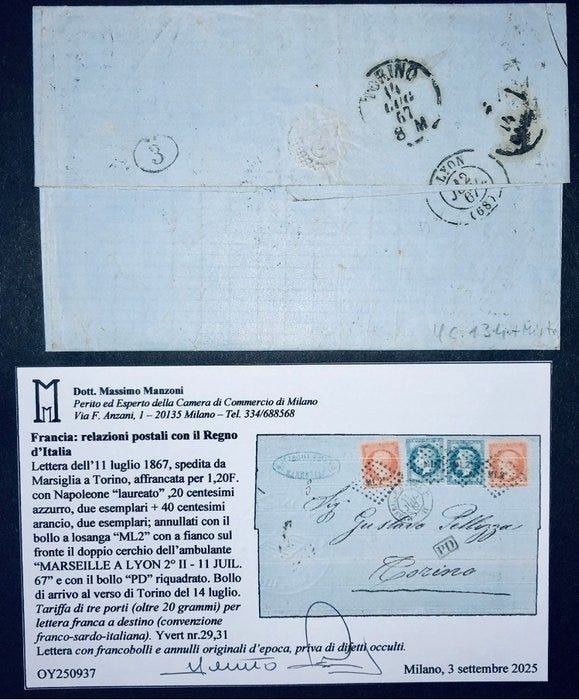 TORINO
14
LUG
67
8 M
3
LYON
12
67
(68)
Dott. Massimo Manzoni
Perito ed Esperto della Camera di Commercio di Milano
Via F. Anzani, 1 – 20135 Milano – Tel. 334/688568
Francia: relazioni postali con il Regno
d'Italia
Lettera dell'11 luglio 1867, spedita da
Marsiglia a Torino, affrancata per 1,20F.
con Napoleone "laureato" ,20 centesimi
azzurro, due esemplari + 40 centesimi
arancio, due esemplari; annullati con il
bollo a losanga "ML2" con a fianco sul
fronte il doppio cerchio dell'ambulante
"MARSEILLE A LYON 2° II - 11 JUIL.
67" e con il bollo "PD" riquadrato. Bollo
di arrivo al verso di Torino del 14 luglio.
Tariffa di tre porti (oltre 20 grammi) per
lettera franca a destino (convenzione
franco-sardo-italiana). Yvert nr.29,31
Lettera con francobolli e annulli originali d'epoca, priva di difetti occulti.
OY250937
Milano, 3 settembre 2025
Gustavo Pellizza
PD
Torino